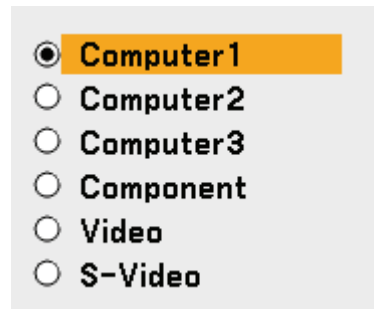 Computer1
Computer2
Computer3
Component
Video
S-Video